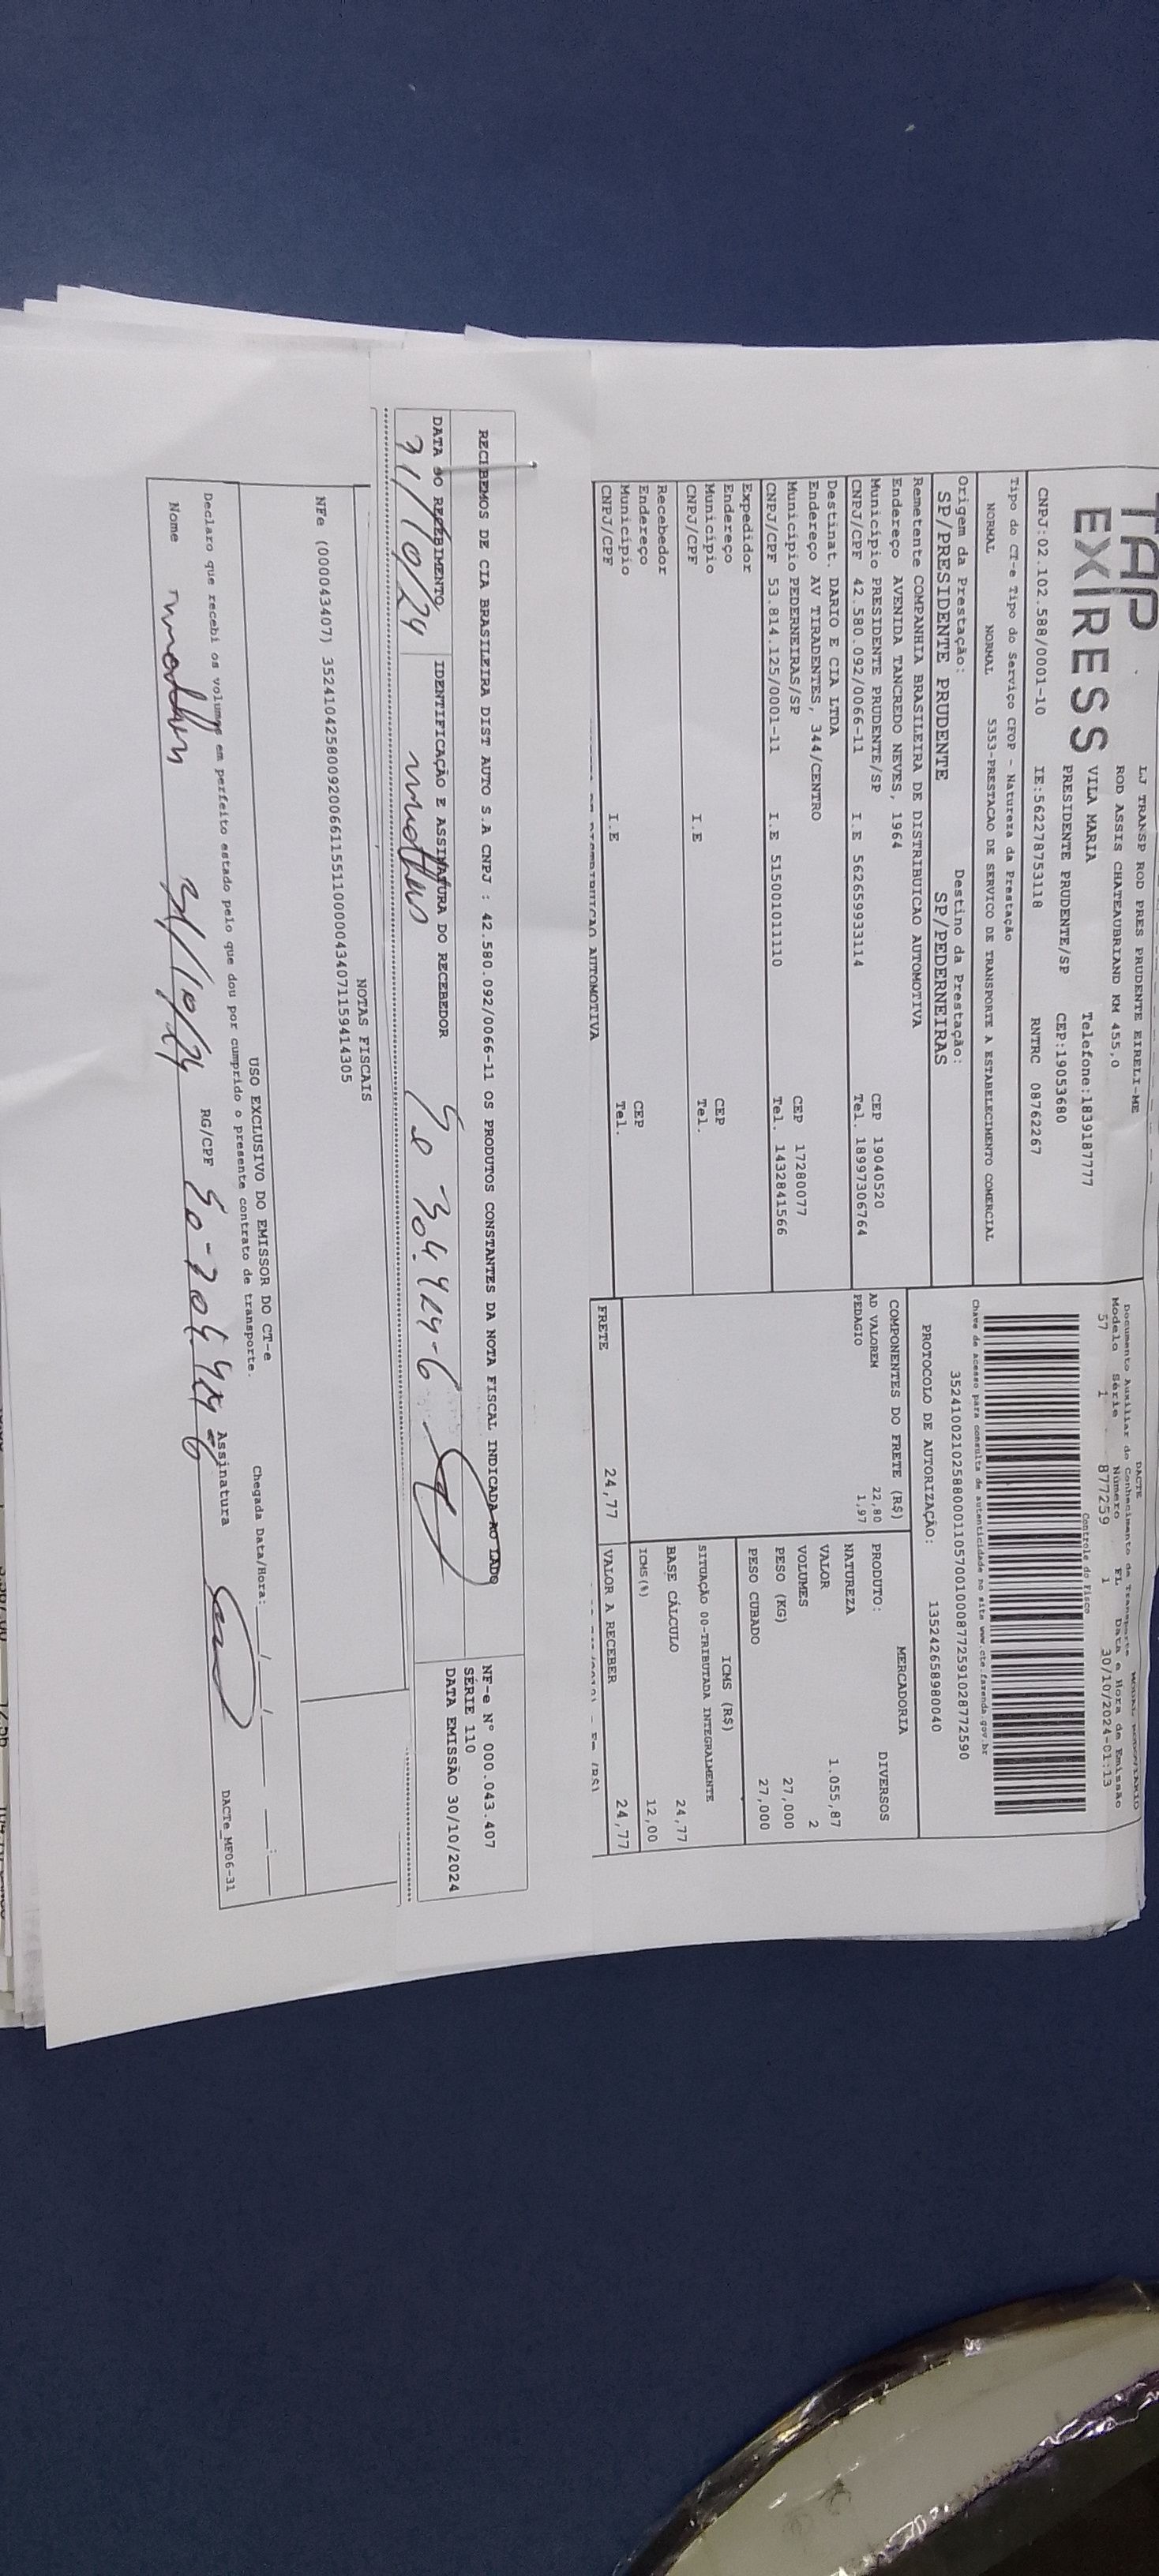 TAP
EXPRESS
LJ TRANSP ROD PRES PRUDENTE EIRELI-ME
ROD ASSIS CHATEAUBRIAND KM 455,0
VILA MARIA Telefone:1839187777
PRESIDENTE PRUDENTE/SP CEP:19053680
CNPJ:02.102.588/0001-10 IE:562278753118 RNTRC 08762267
DACTE
Documento Auxiliar do Conhecimento de Transporte MODAL RODOVIÁRIO
Modelo Série Número FL Data e Hora de Emissão
57 1 877259 1 30/10/2024-01:13
Controle do Fisco
Chave de acesso para consulta de autenticidade no site www.cte.fazenda.gov.br
35241002102588000110570010008772591028772590
PROTOCOLO DE AUTORIZAÇÃO: 135242658980040
Tipo do CT-e Tipo do Serviço CFOP - Natureza da Prestação
NORMAL NORMAL 5353-PRESTACAO DE SERVICO DE TRANSPORTE A ESTABELECIMENTO COMERCIAL
Origem da Prestação: Destino da Prestação:
SP/PRESIDENTE PRUDENTE SP/PEDERNEIRAS
Remetente COMPANHIA BRASILEIRA DE DISTRIBUICAO AUTOMOTIVA
Endereço AVENIDA TANCREDO NEVES, 1964
Município PRESIDENTE PRUDENTE/SP CEP 19040520
CNPJ/CPF 42.580.092/0066-11 I.E 562659933114 Tel. 18997306764
Destinat. DARIO E CIA LTDA
Endereço AV TIRADENTES, 344/CENTRO
Município PEDERNEIRAS/SP CEP 17280077
CNPJ/CPF 53.814.125/0001-11 I.E 515001011110 Tel. 1432841566
Expedidor
Endereço
Município CEP
CNPJ/CPF I.E Tel.
Recebedor
Endereço
Município CEP
CNPJ/CPF I.E Tel.
COMPONENTES DO FRETE (R$)
AD VALOREM 22,80
PEDAGIO 1,97
FRETE 24,77
MERCADORIA
PRODUTO: DIVERSOS
NATUREZA
VALOR 1.055,87
VOLUMES 2
PESO (KG) 27,000
PESO CUBADO 27,000
ICMS (R$)
SITUAÇÃO 00-TRIBUTADA INTEGRALMENTE
BASE CÁLCULO 24,77
ICMS(%) 12,00
VALOR A RECEBER 24,77
AUTOMOTIVA
RECEBEMOS DE CIA BRASILEIRA DIST AUTO S.A CNPJ : 42.580.092/0066-11 OS PRODUTOS CONSTANTES DA NOTA FISCAL INDICADA AO LADO
DATA DO RECEBIMENTO IDENTIFICAÇÃO E ASSINATURA DO RECEBEDOR
31/10/24 matheus
NF-e Nº 000.043.407
SÉRIE 110
DATA EMISSÃO 30/10/2024
NOTAS FISCAIS
NFe (000043407) 35241042580092006611551100000434071159414305
USO EXCLUSIVO DO EMISSOR DO CT-e
Declaro que recebi os volumes em perfeito estado pelo que dou por cumprido o presente contrato de transporte.
Chegada Data/Hora: __/__/__ __:__
Nome matheus 31/10/24 RG/CPF Assinatura
DACTe_MF06-31